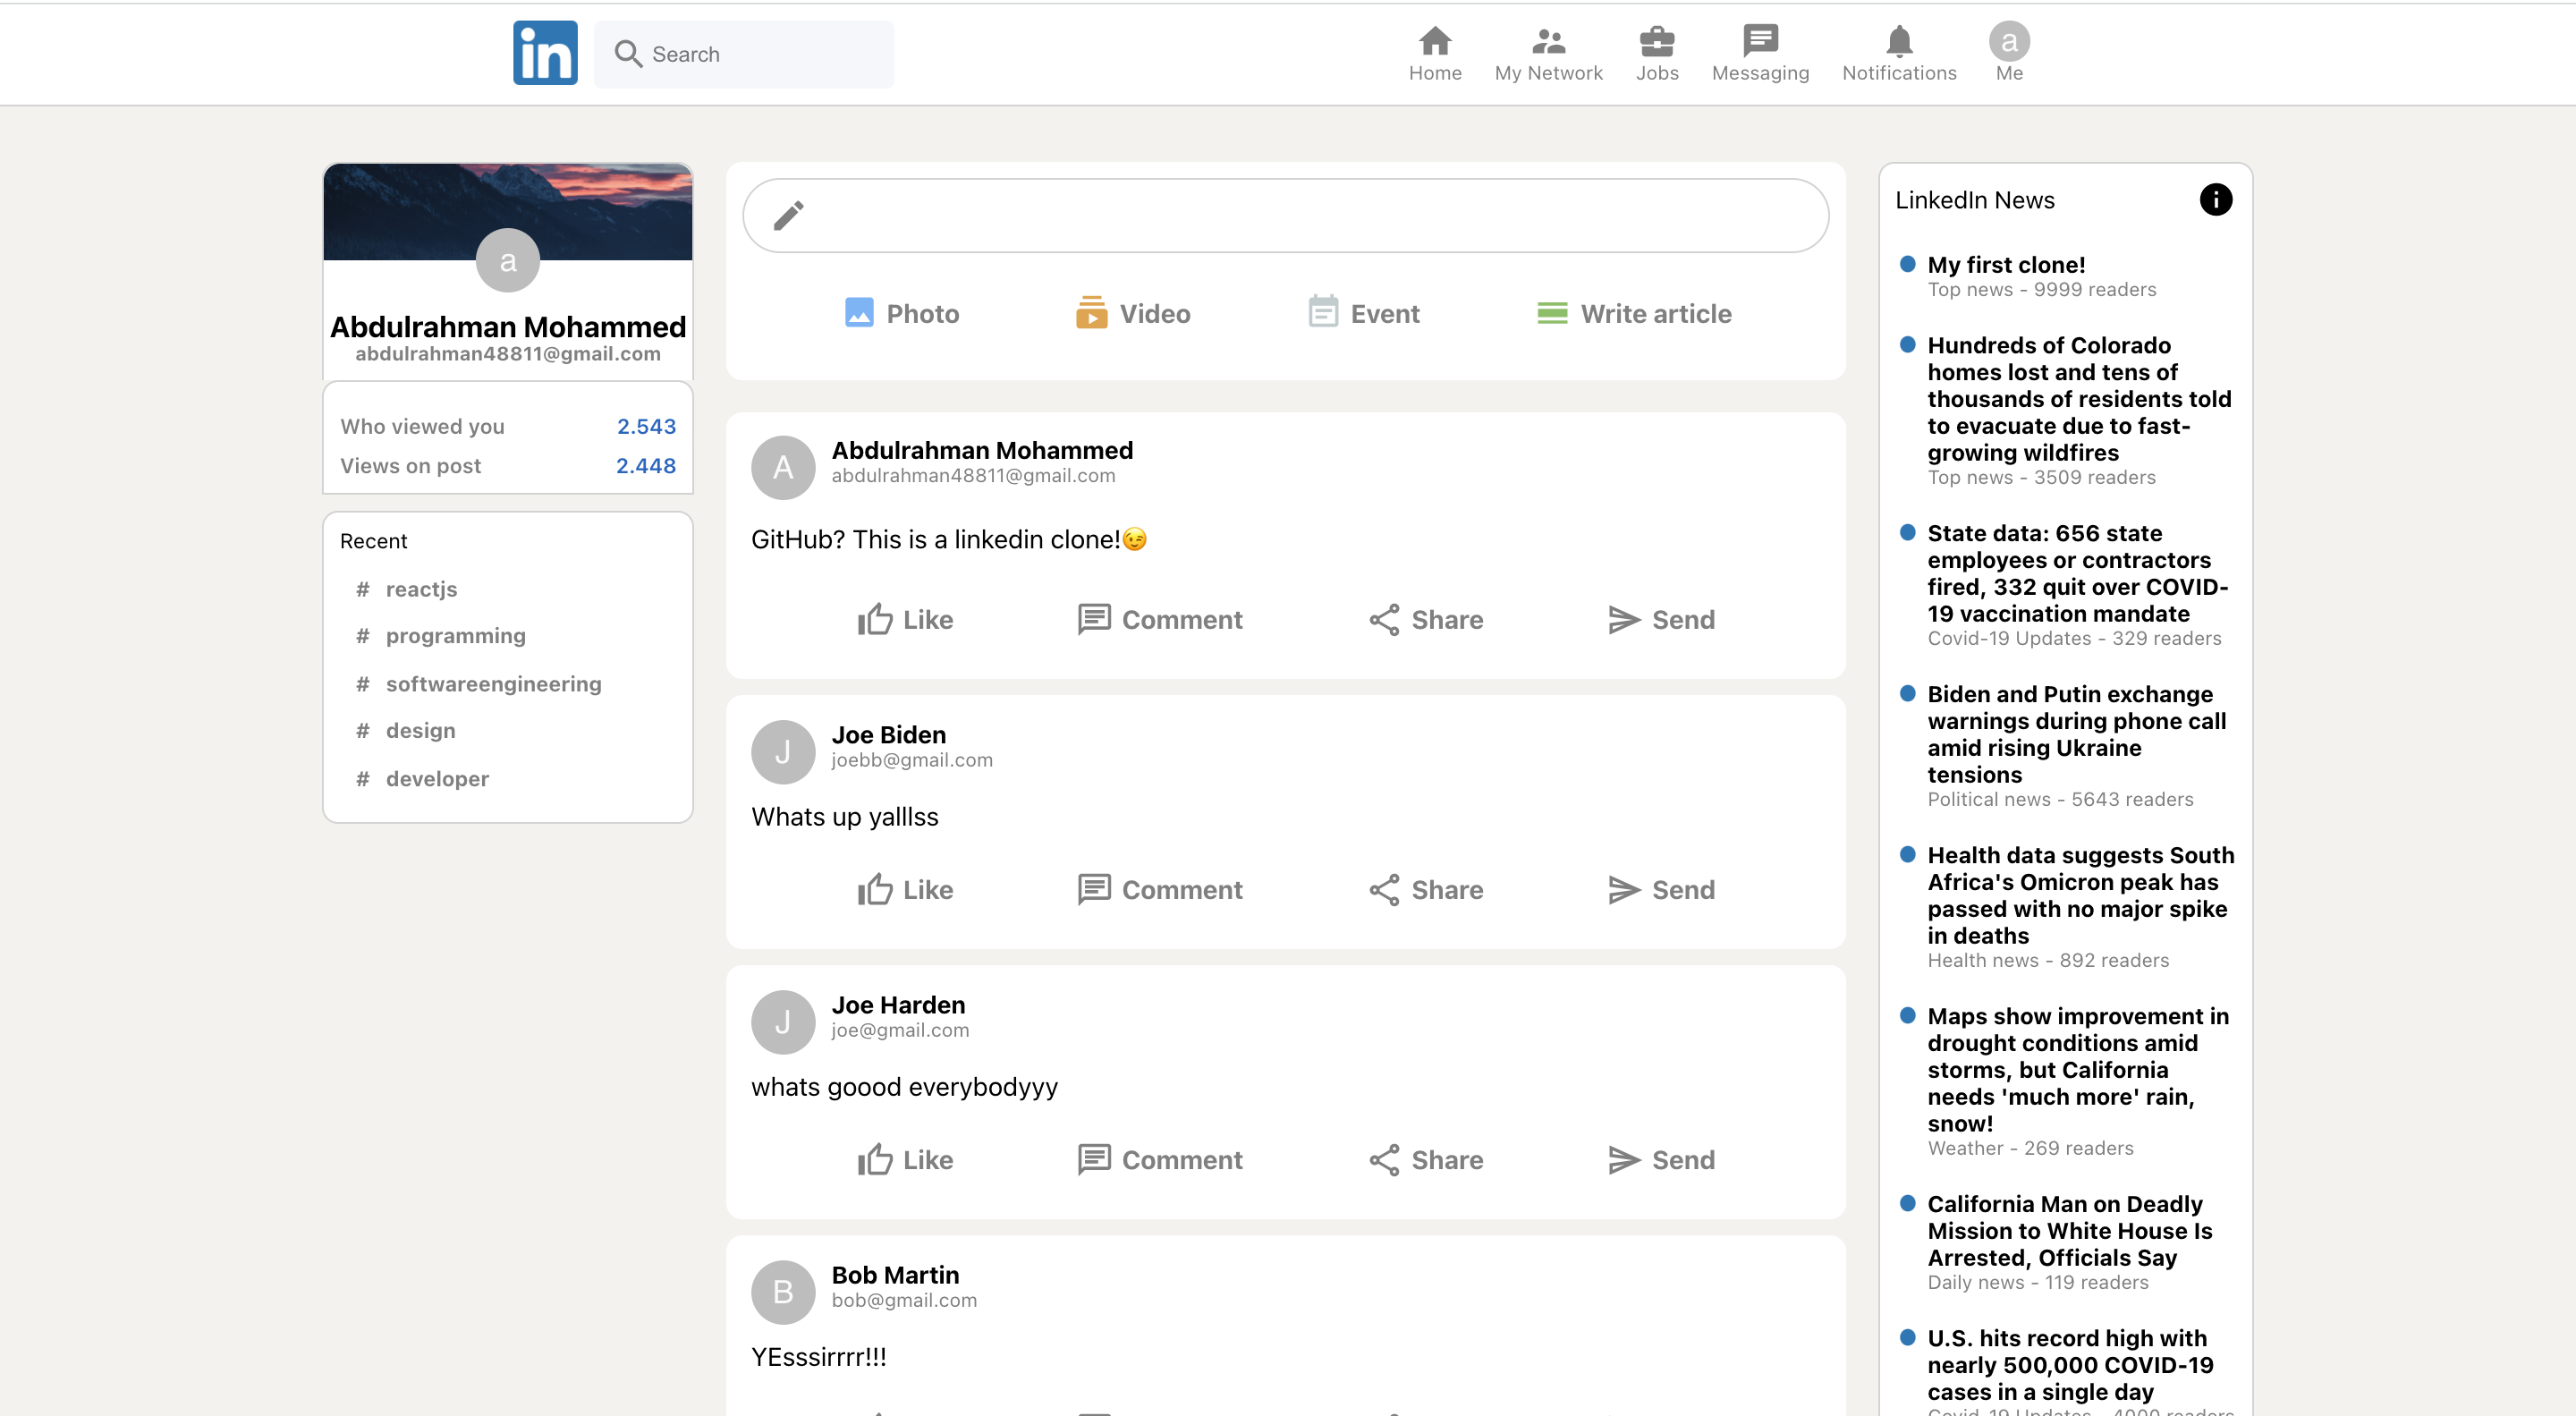 in
Search
Home
My Network
Jobs
Messaging
Notifications
a
Me
a
Abdulrahman Mohammed
abdulrahman48811@gmail.com
Who viewed you 2.543
Views on post 2.448
Recent
# reactjs
# programming
# softwareengineering
# design
# developer
Photo
Video
Event
Write article
A
Abdulrahman Mohammed
abdulrahman48811@gmail.com
GitHub? This is a linkedin clone!😉
Like
Comment
Share
Send
J
Joe Biden
joebb@gmail.com
Whats up yalllss
Like
Comment
Share
Send
J
Joe Harden
joe@gmail.com
whats goood everybodyyy
Like
Comment
Share
Send
B
Bob Martin
bob@gmail.com
YEsssirrrr!!!
LinkedIn News
My first clone!
Top news - 9999 readers
Hundreds of Colorado
homes lost and tens of
thousands of residents told
to evacuate due to fast-
growing wildfires
Top news - 3509 readers
State data: 656 state
employees or contractors
fired, 332 quit over COVID-
19 vaccination mandate
Covid-19 Updates - 329 readers
Biden and Putin exchange
warnings during phone call
amid rising Ukraine
tensions
Political news - 5643 readers
Health data suggests South
Africa's Omicron peak has
passed with no major spike
in deaths
Health news - 892 readers
Maps show improvement in
drought conditions amid
storms, but California
needs 'much more' rain,
snow!
Weather - 269 readers
California Man on Deadly
Mission to White House Is
Arrested, Officials Say
Daily news - 119 readers
U.S. hits record high with
nearly 500,000 COVID-19
cases in a single day
Covid-19 Updates - 4000 readers